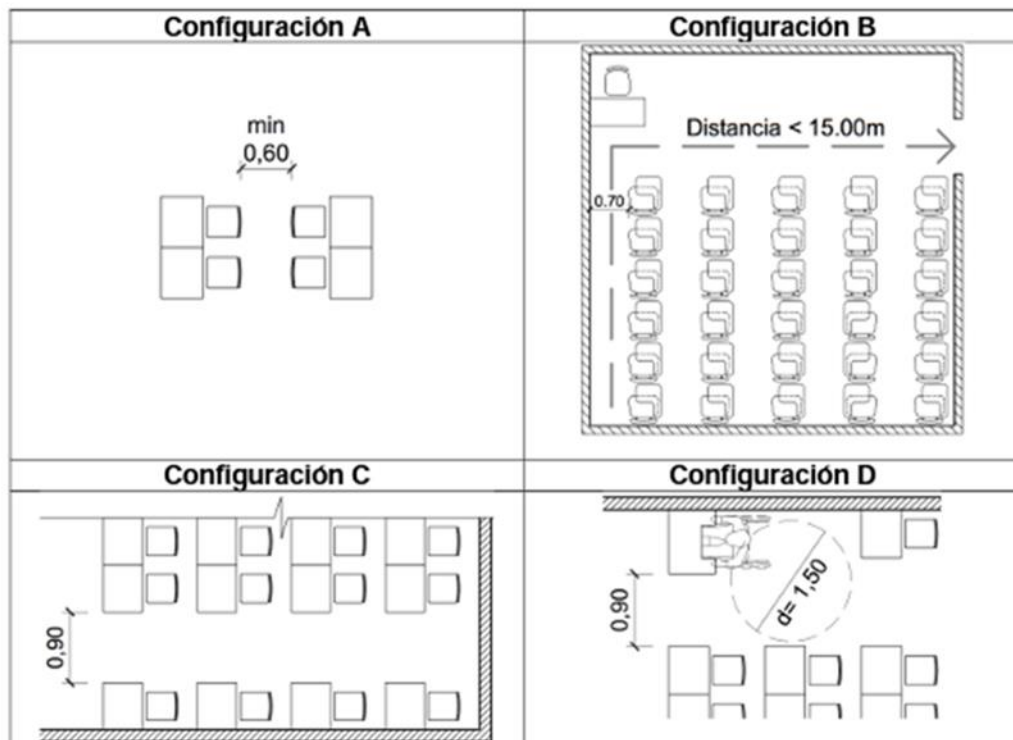 Configuración A
Configuración B
min
0,60
Distancia < 15.00m
0.70
Configuración C
Configuración D
0,90
0,90
d= 1,50